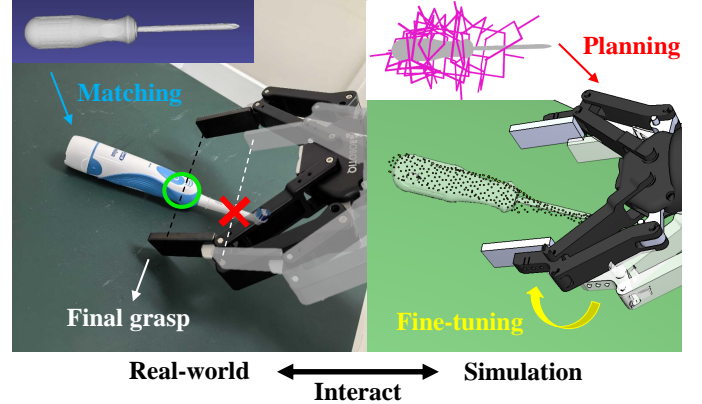 Planning
Matching
Final grasp
Fine-tuning
Real-world
Simulation
Interact